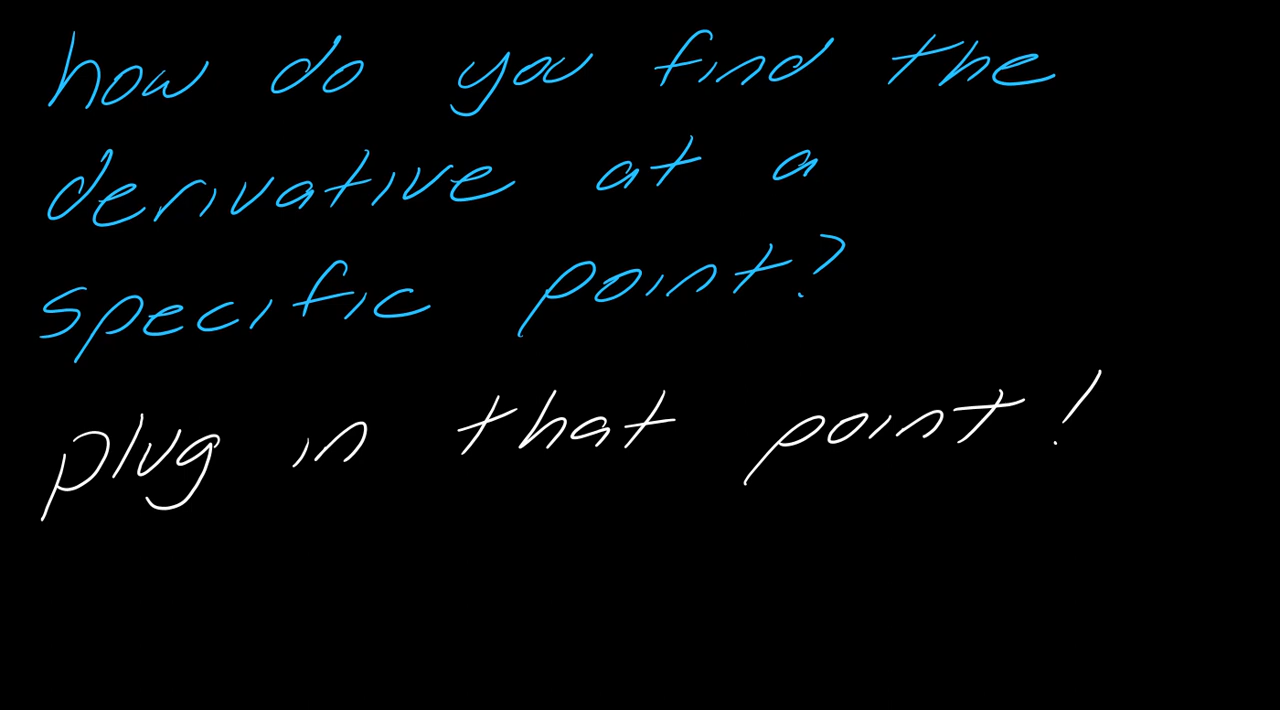 how do you find the
derivative at a
specific point?
plug in that point!